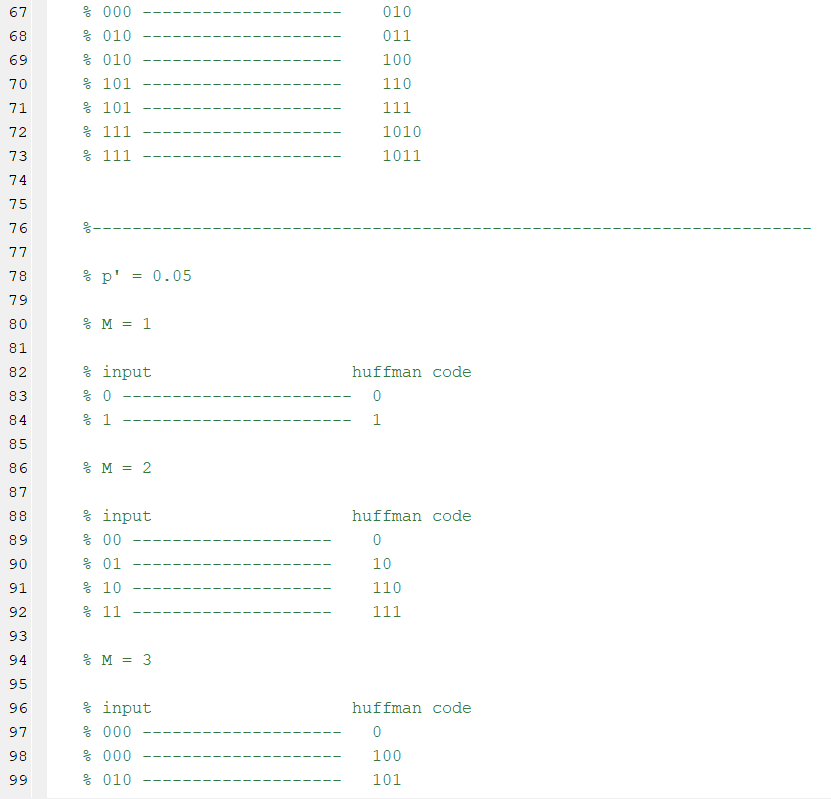 67 % 000 -------------------- 010
68 % 010 -------------------- 011
69 % 010 -------------------- 100
70 % 101 -------------------- 110
71 % 101 -------------------- 111
72 % 111 -------------------- 1010
73 % 111 -------------------- 1011
74
75
76 %------------------------------------------------------------------------
77
78 % p' = 0.05
79
80 % M = 1
81
82 % input huffman code
83 % 0 ----------------------- 0
84 % 1 ----------------------- 1
85
86 % M = 2
87
88 % input huffman code
89 % 00 -------------------- 0
90 % 01 -------------------- 10
91 % 10 -------------------- 110
92 % 11 -------------------- 111
93
94 % M = 3
95
96 % input huffman code
97 % 000 -------------------- 0
98 % 000 -------------------- 100
99 % 010 -------------------- 101